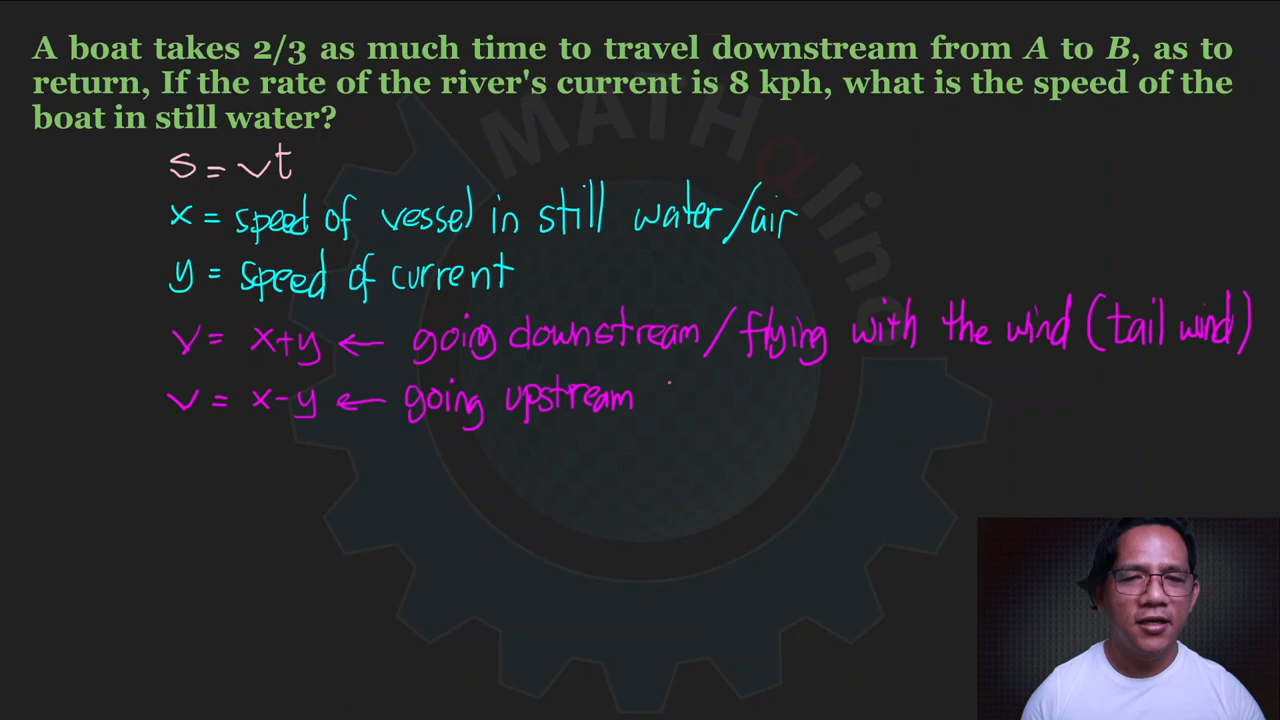 A boat takes 2/3 as much time to travel downstream from A to B, as to
return, If the rate of the river's current is 8 kph, what is the speed of the
boat in still water?
MATHalino
s = vt
x = speed of vessel in still water/air
y = speed of current
v = x+y ← going downstream / flying with the wind (tail wind)
v = x-y ← going upstream